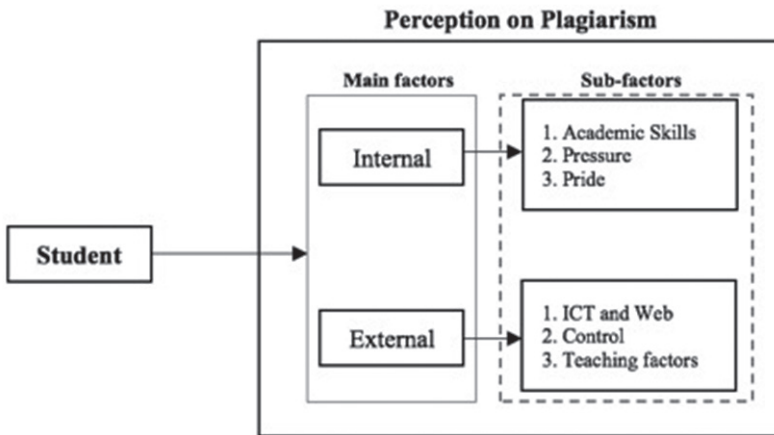 Perception on Plagiarism
Main factors
Sub-factors
Internal
1. Academic Skills
2. Pressure
3. Pride
Student
External
1. ICT and Web
2. Control
3. Teaching factors